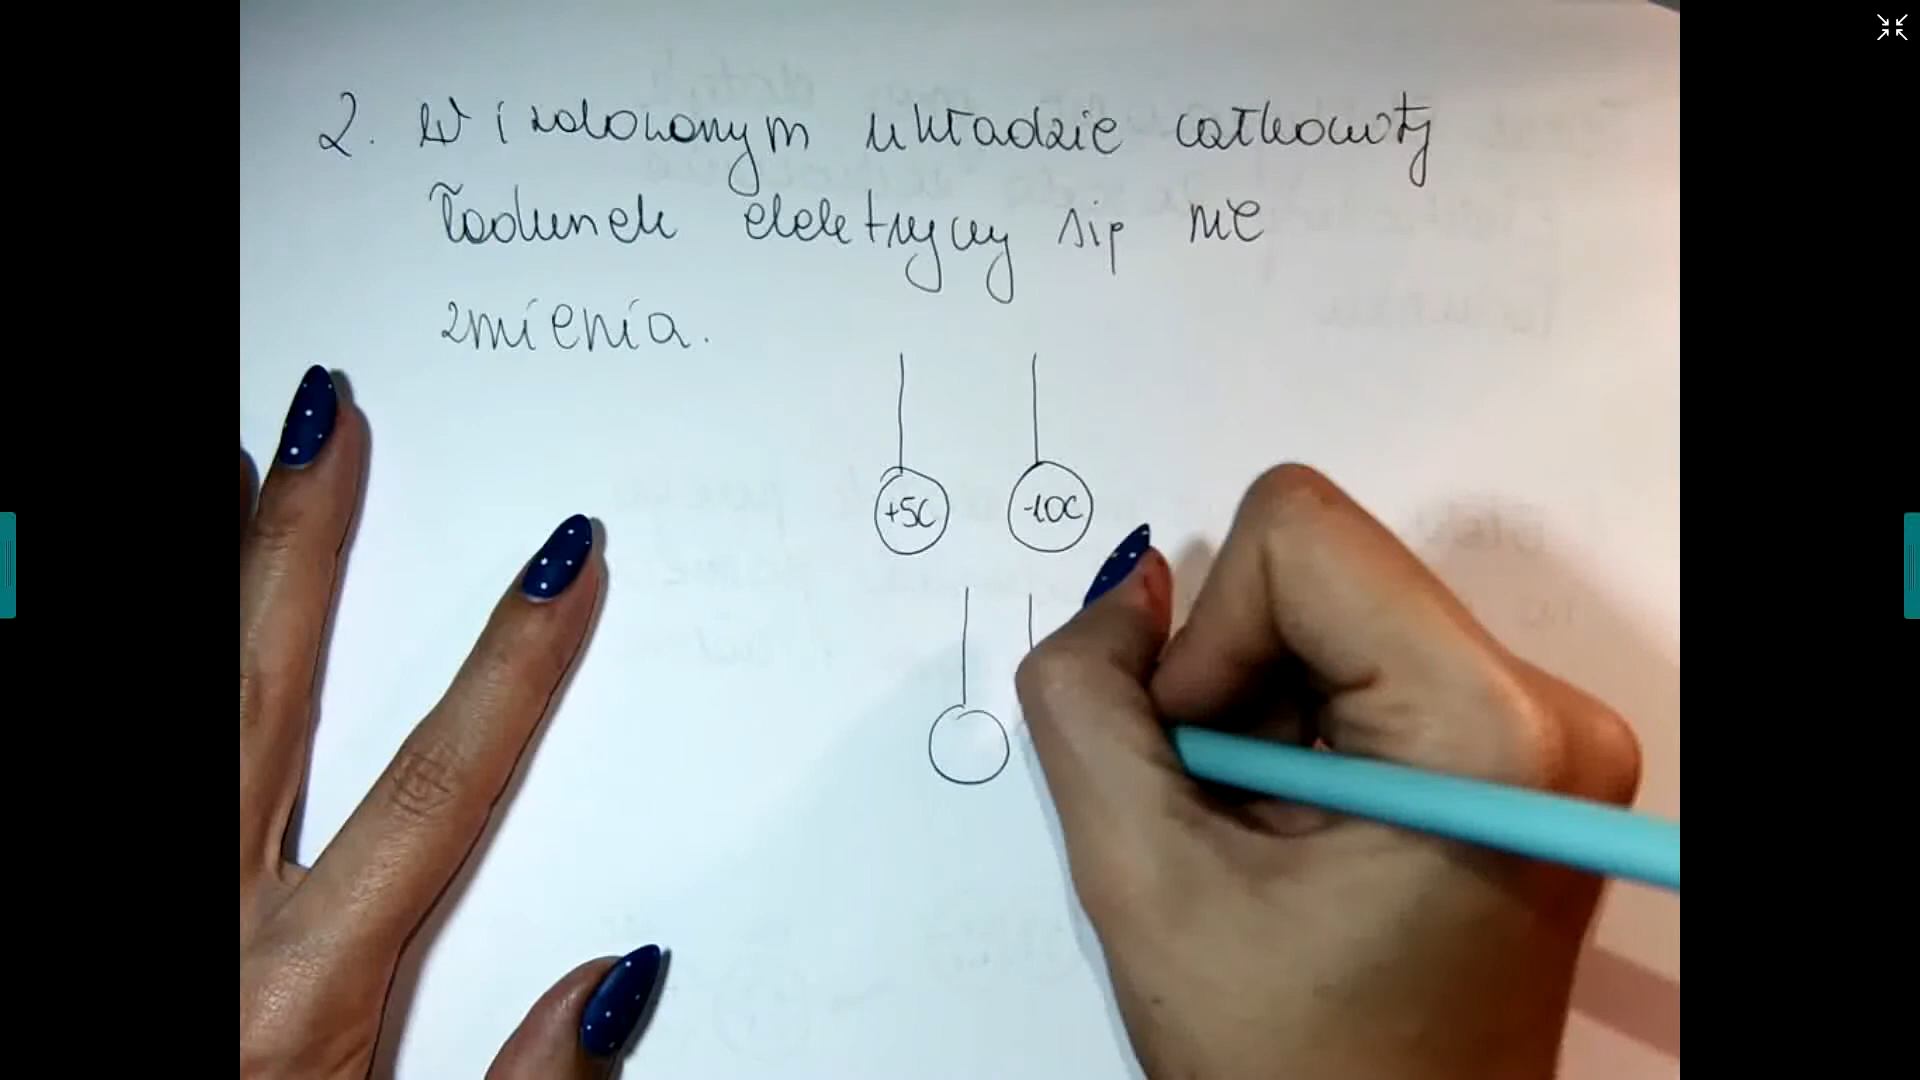 2. W izolowanym układzie całkowity
ładunek elektryczny się nie
zmienia.
+5C -10C